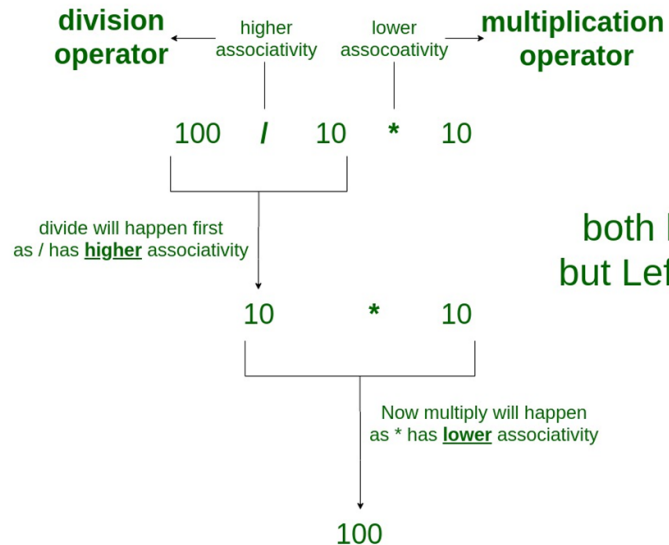 division
operator
higher
associativity
lower
assocoativity
multiplication
operator
100 / 10 * 10
divide will happen first
as / has higher associativity
both
but Lef
10 * 10
Now multiply will happen
as * has lower associativity
100